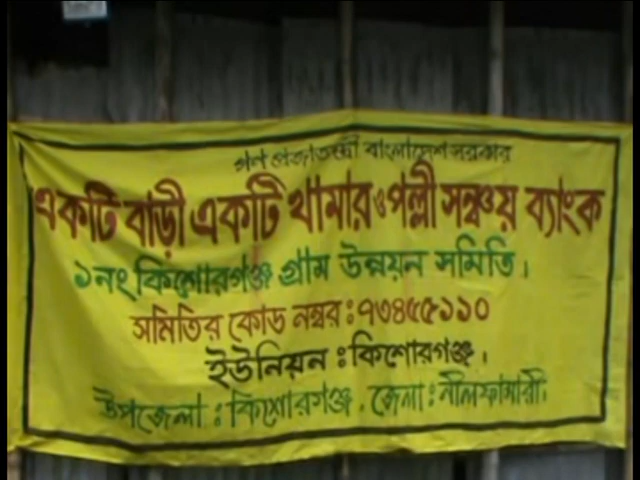 গণ প্রজাতন্ত্রী বাংলাদেশ সরকার
একটি বাড়ী একটি খামার ও পল্লী সঞ্চয় ব্যাংক
১নং কিশোরগঞ্জ গ্রাম উন্নয়ন সমিতি।
সমিতির কোড নম্বর : ৭৩৪৫৫১১০
ইউনিয়ন : কিশোরগঞ্জ।
উপজেলা : কিশোরগঞ্জ, জেলা : নীলফামারী।